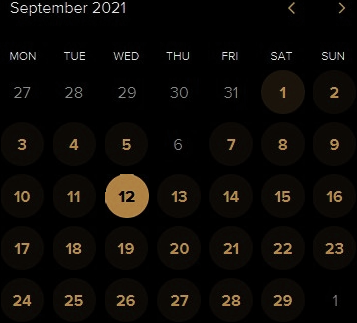 September 2021 < >
MON TUE WED THU FRI SAT SUN
27 28 29 30 31 1 2
3 4 5 6 7 8 9
10 11 12 13 14 15 16
17 18 19 20 21 22 23
24 25 26 27 28 29 1